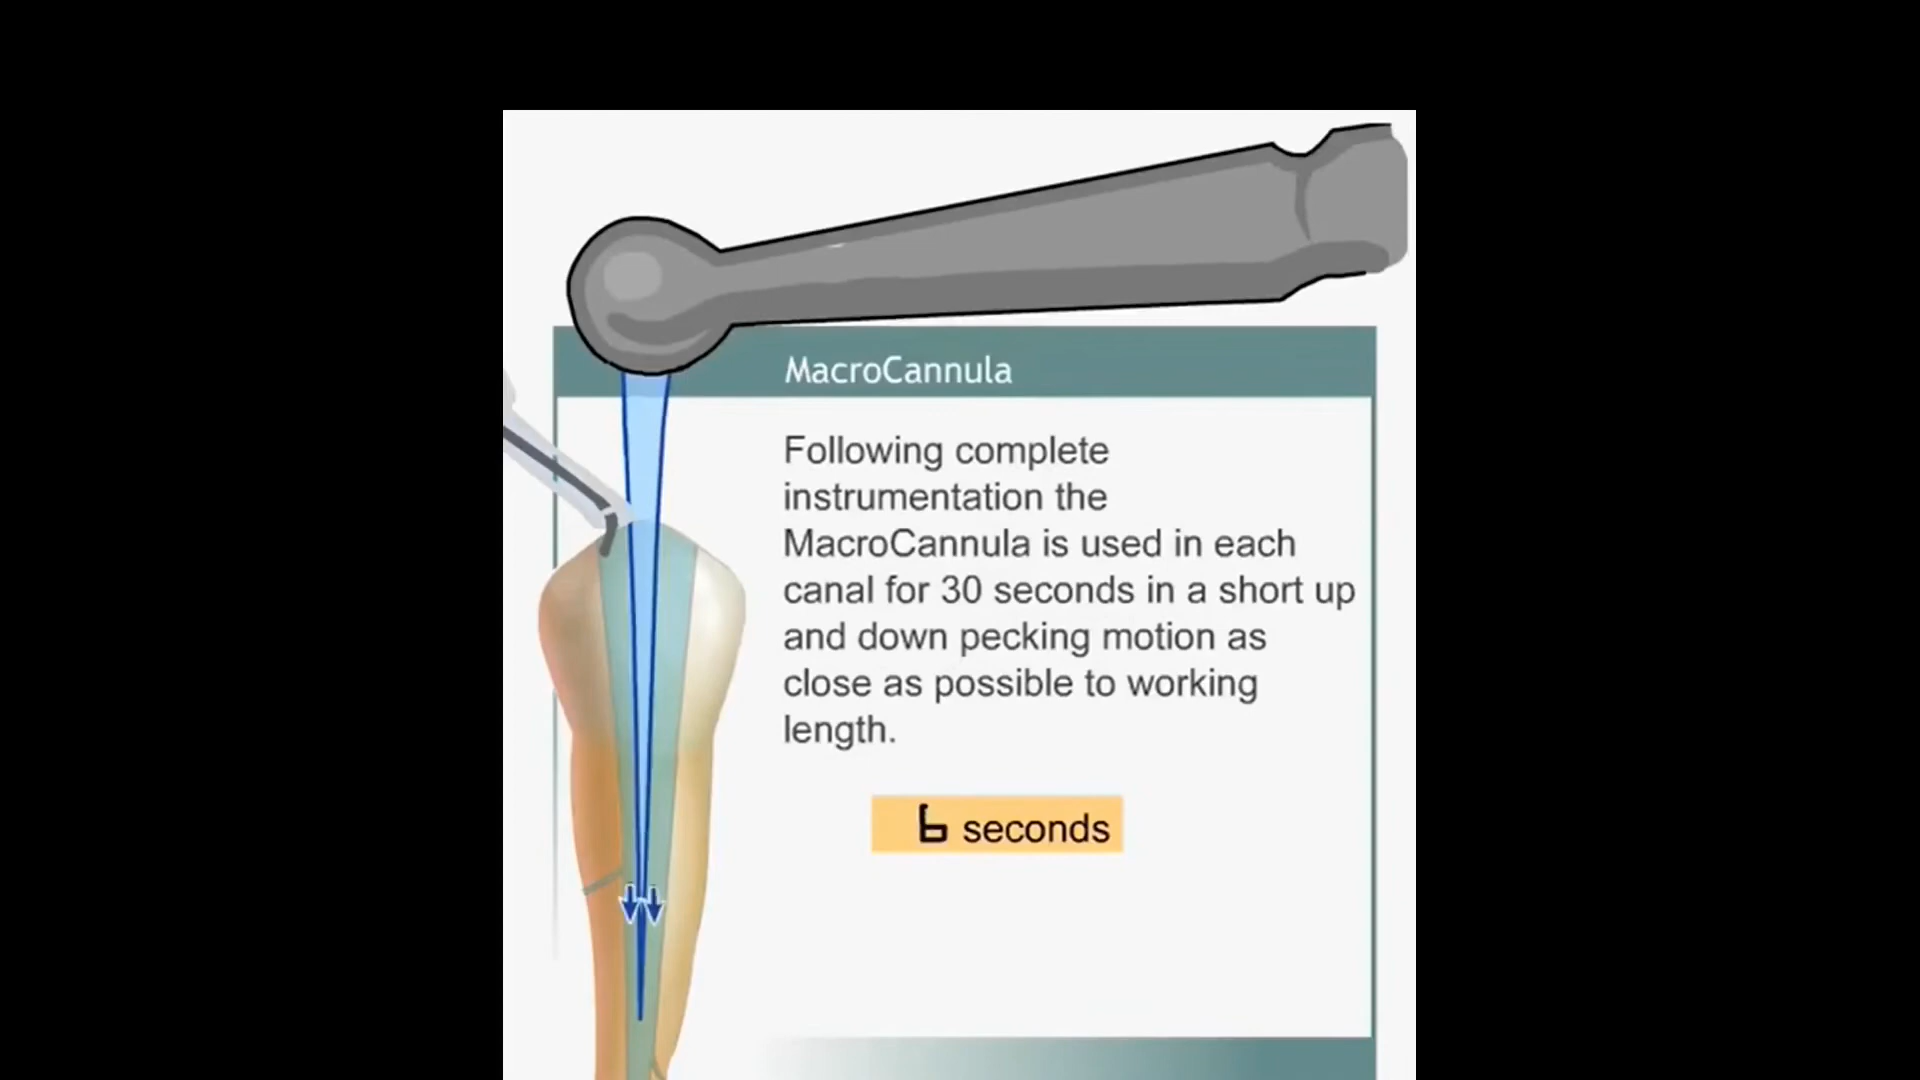 MacroCannula
Following complete
instrumentation the
MacroCannula is used in each
canal for 30 seconds in a short up
and down pecking motion as
close as possible to working
length.
6 seconds